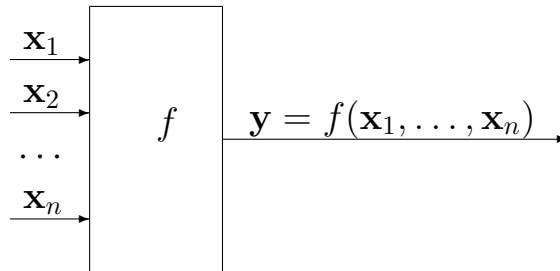 𝐱₁
𝐱₂
f
𝐲 = f(𝐱₁, . . . , 𝐱ₙ)
. . .
𝐱ₙ